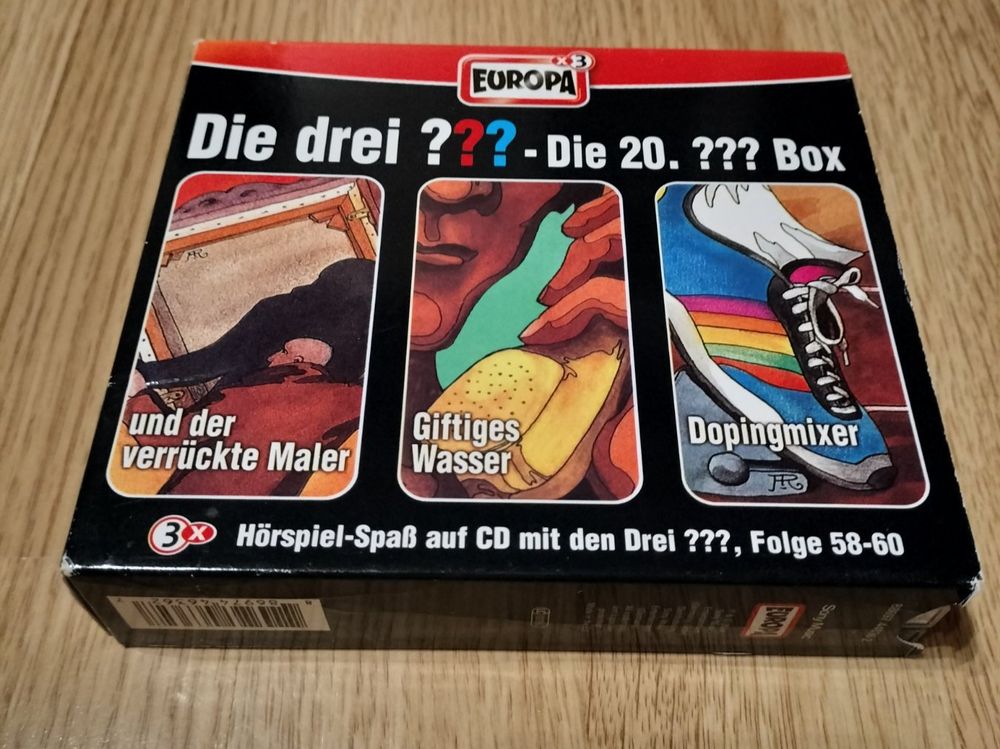 EUROPA x3
Die drei ??? - Die 20. ??? Box
und der
verrückte Maler
Giftiges
Wasser
Dopingmixer
3x Hörspiel-Spaß auf CD mit den Drei ???, Folge 58-60
EUROPA